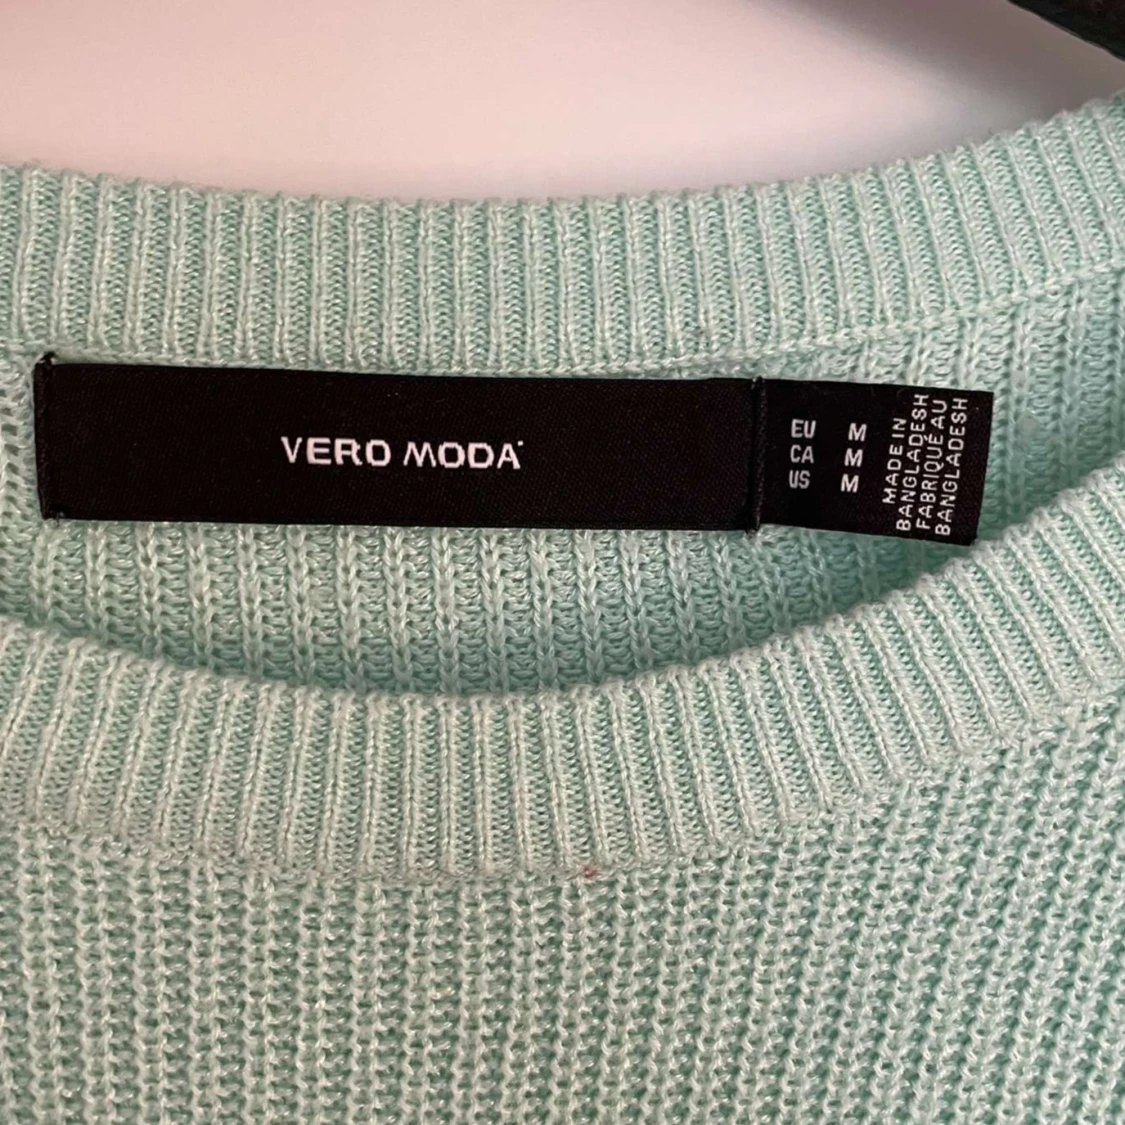 VERO MODA
EU M
CA M
US M
MADE IN
BANGLADESH
FABRIQUÉ AU
BANGLADESH